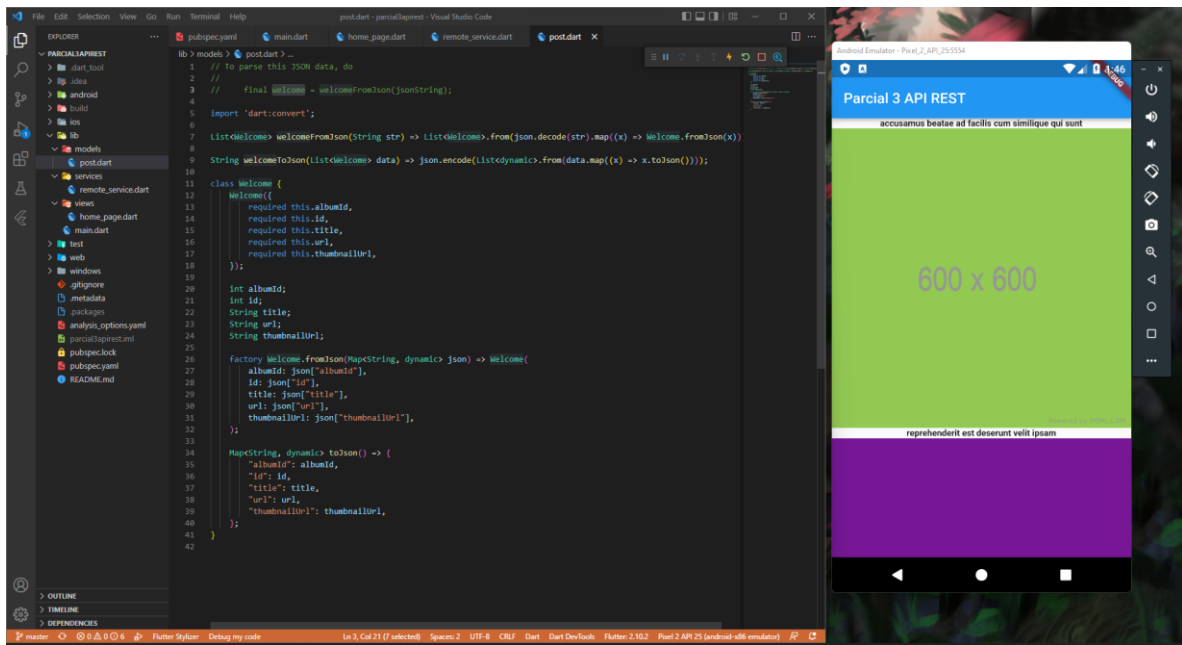 File Edit Selection View Go Run Terminal Help
post.dart - parcial3apirest - Visual Studio Code
EXPLORER
PARCIAL3APIREST
.dart_tool
.idea
android
build
ios
lib
models
post.dart
services
remote_service.dart
views
home_page.dart
main.dart
test
web
windows
.gitignore
.metadata
.packages
analysis_options.yaml
parcial3apirest.iml
pubspec.lock
pubspec.yaml
README.md
OUTLINE
TIMELINE
DEPENDENCIES
pubspec.yaml main.dart home_page.dart remote_service.dart post.dart
lib > models > post.dart > ...
1 // To parse this JSON data, do
2 //
3 // final welcome = welcomeFromJson(jsonString);
4
5 import 'dart:convert';
6
7 List<Welcome> welcomeFromJson(String str) => List<Welcome>.from(json.decode(str).map((x) => Welcome.fromJson(x))
8
9 String welcomeToJson(List<Welcome> data) => json.encode(List<dynamic>.from(data.map((x) => x.toJson())));
10
11 class Welcome {
12 Welcome({
13 required this.albumId,
14 required this.id,
15 required this.title,
16 required this.url,
17 required this.thumbnailUrl,
18 });
19
20 int albumId;
21 int id;
22 String title;
23 String url;
24 String thumbnailUrl;
25
26 factory Welcome.fromJson(Map<String, dynamic> json) => Welcome(
27 albumId: json["albumId"],
28 id: json["id"],
29 title: json["title"],
30 url: json["url"],
31 thumbnailUrl: json["thumbnailUrl"],
32 );
33
34 Map<String, dynamic> toJson() => {
35 "albumId": albumId,
36 "id": id,
37 "title": title,
38 "url": url,
39 "thumbnailUrl": thumbnailUrl,
40 };
41 }
42
master 0 0 6 Flutter Stylizer Debug my code Ln 3, Col 21 (7 selected) Spaces: 2 UTF-8 CRLF Dart Dart DevTools Flutter: 2.10.2 Pixel 2 API 25 (android-x86 emulator)
Android Emulator - Pixel_2_API_25:5554
4:46
DEBUG
Parcial 3 API REST
accusamus beatae ad facilis cum similique qui sunt
600 x 600
reprehenderit est deserunt velit ipsam